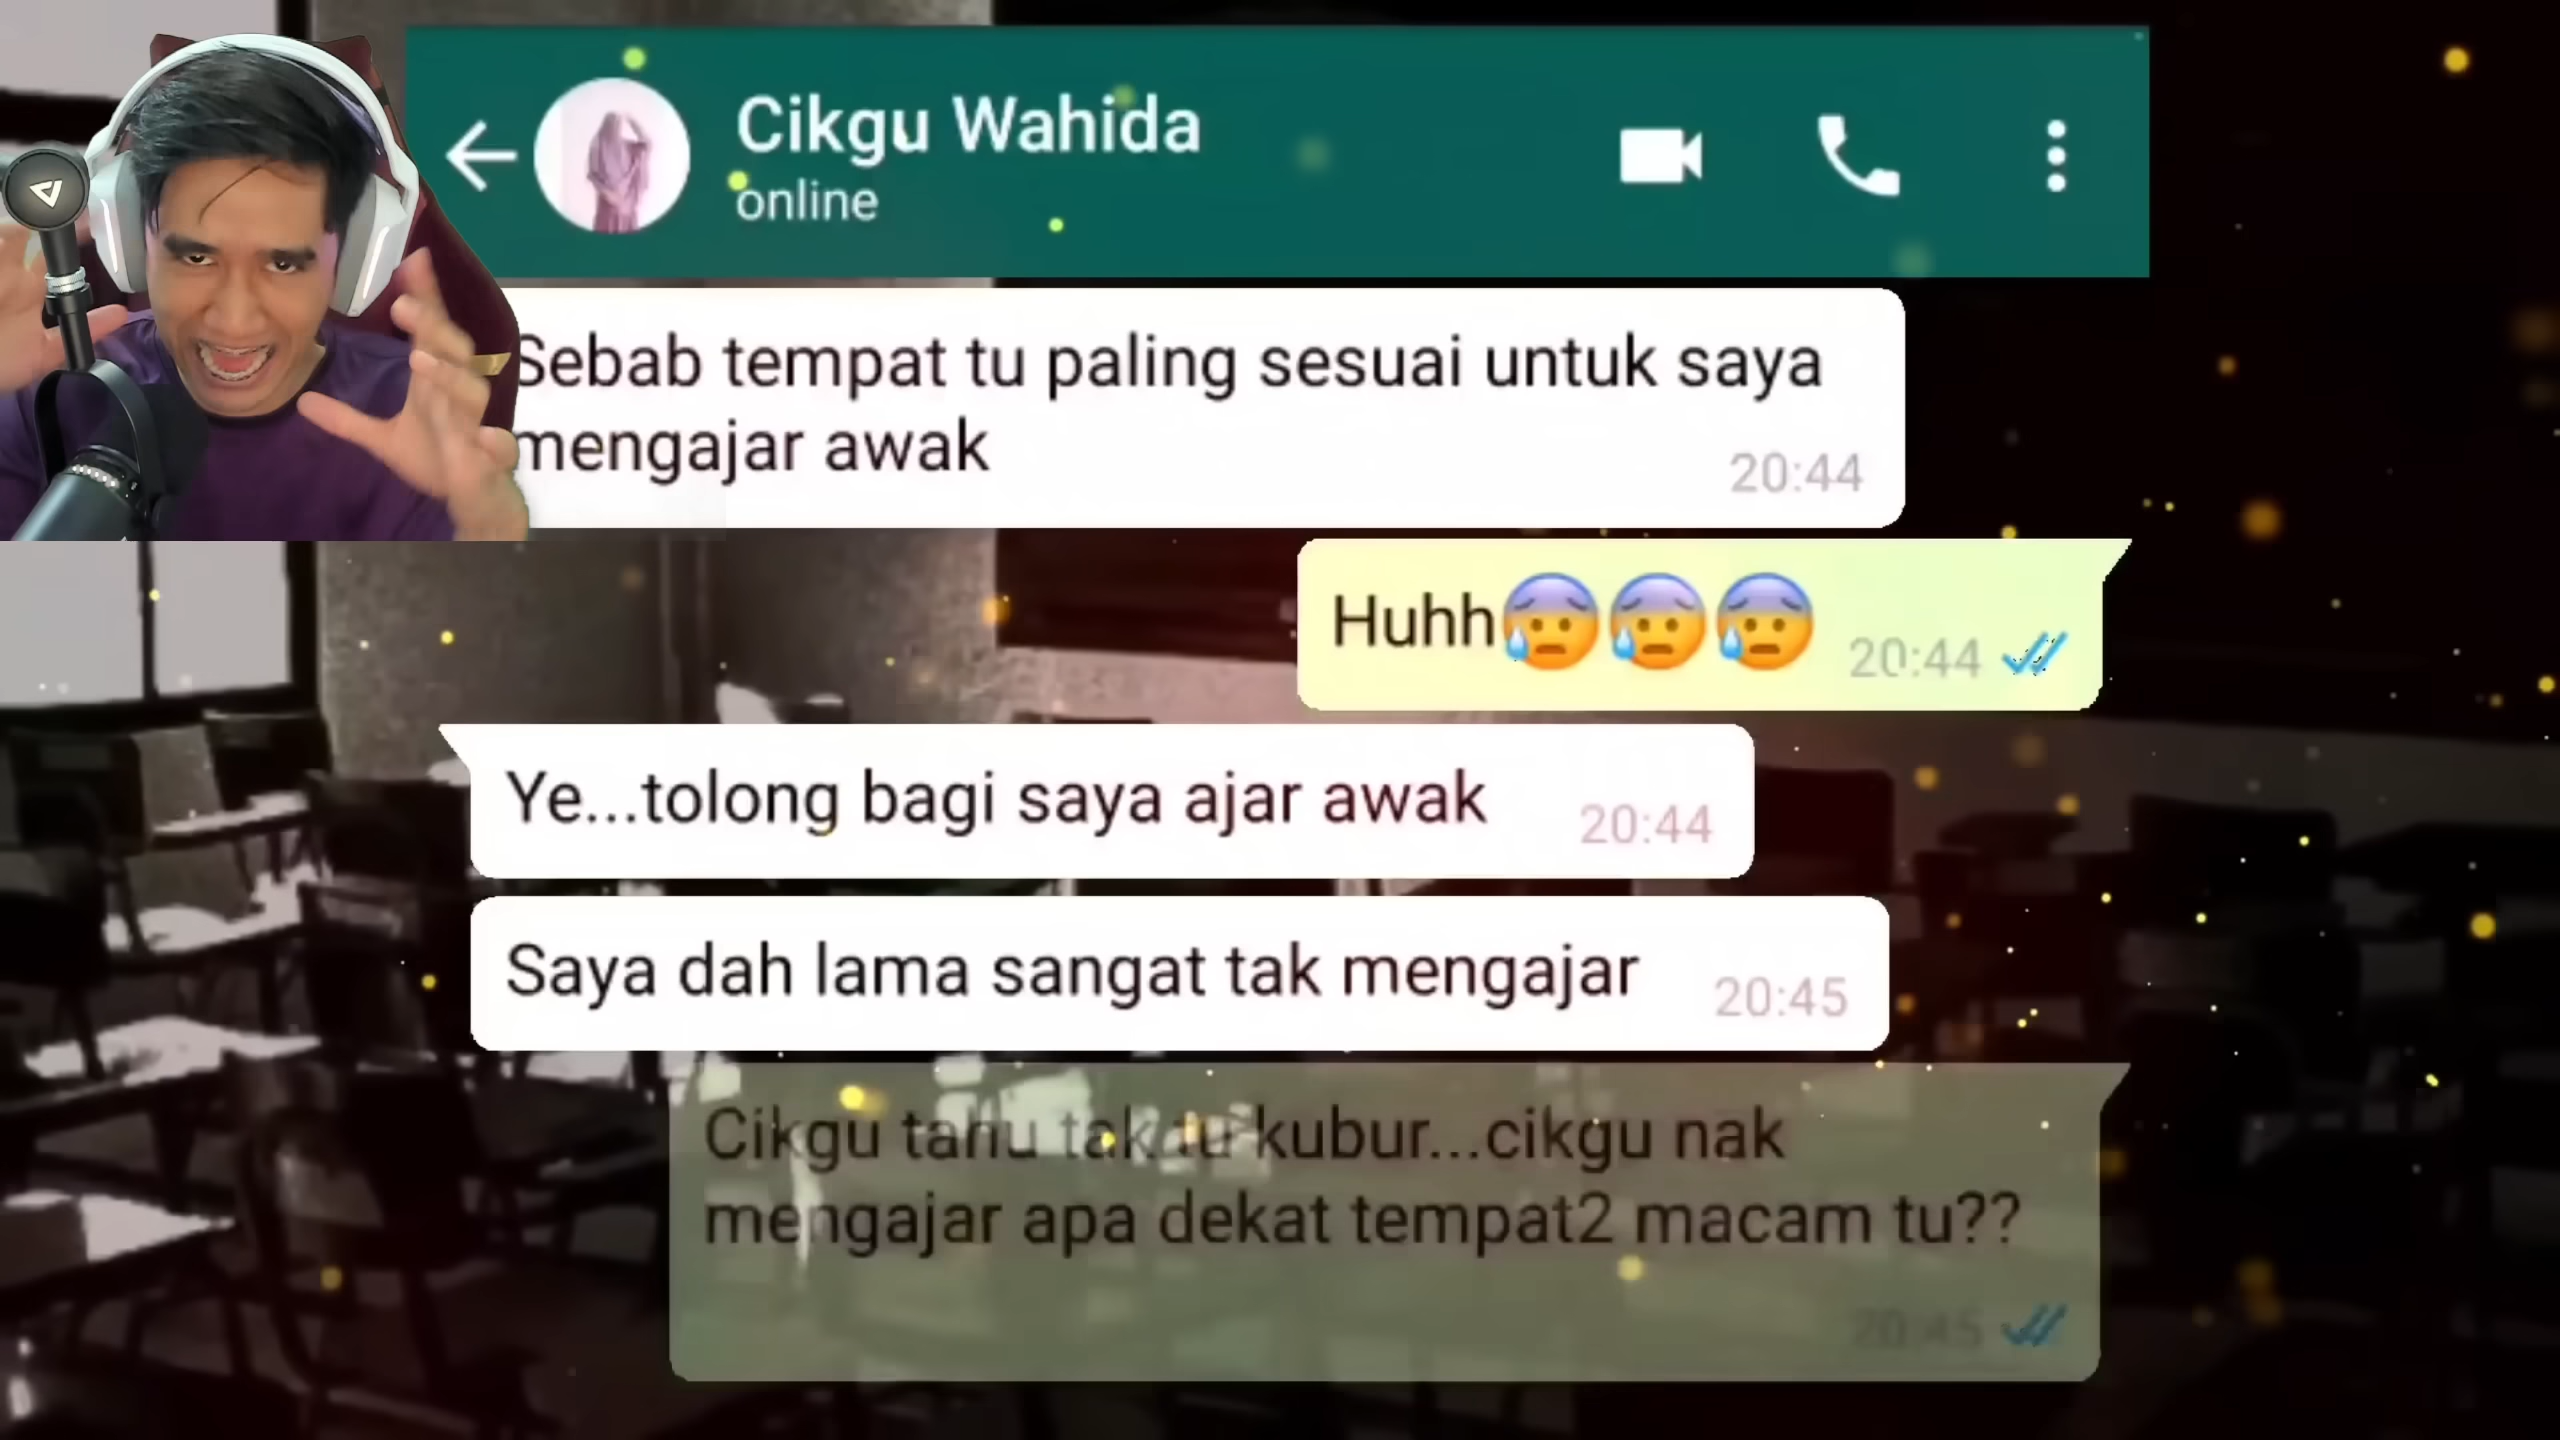 Cikgu Wahida
online
Sebab tempat tu paling sesuai untuk saya
mengajar awak
20:44
Huhh😰😰😰 20:44
Ye...tolong bagi saya ajar awak 20:44
Saya dah lama sangat tak mengajar 20:45
Cikgu tahu tak tu kubur...cikgu nak
mengajar apa dekat tempat2 macam tu??
20:45